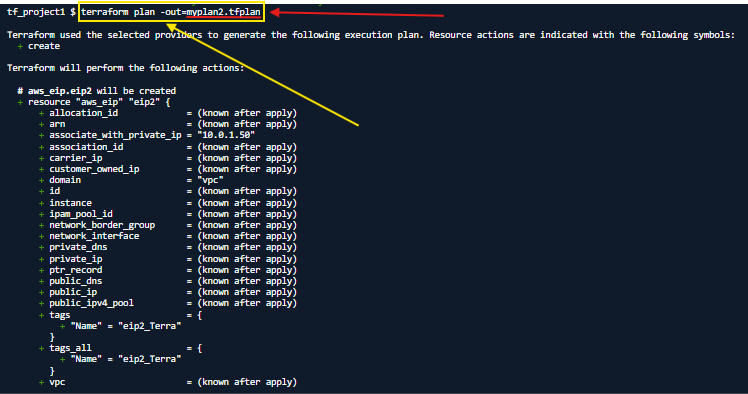 tf_project1 $ terraform plan -out=myplan2.tfplan
Terraform used the selected providers to generate the following execution plan. Resource actions are indicated with the following symbols:
+ create
Terraform will perform the following actions:
# aws_eip.eip2 will be created
+ resource "aws_eip" "eip2" {
+ allocation_id = (known after apply)
+ arn = (known after apply)
+ associate_with_private_ip = "10.0.1.50"
+ association_id = (known after apply)
+ carrier_ip = (known after apply)
+ customer_owned_ip = (known after apply)
+ domain = "vpc"
+ id = (known after apply)
+ instance = (known after apply)
+ ipam_pool_id = (known after apply)
+ network_border_group = (known after apply)
+ network_interface = (known after apply)
+ private_dns = (known after apply)
+ private_ip = (known after apply)
+ ptr_record = (known after apply)
+ public_dns = (known after apply)
+ public_ip = (known after apply)
+ public_ipv4_pool = (known after apply)
+ tags = {
+ "Name" = "eip2_Terra"
}
+ tags_all = {
+ "Name" = "eip2_Terra"
}
+ vpc = (known after apply)